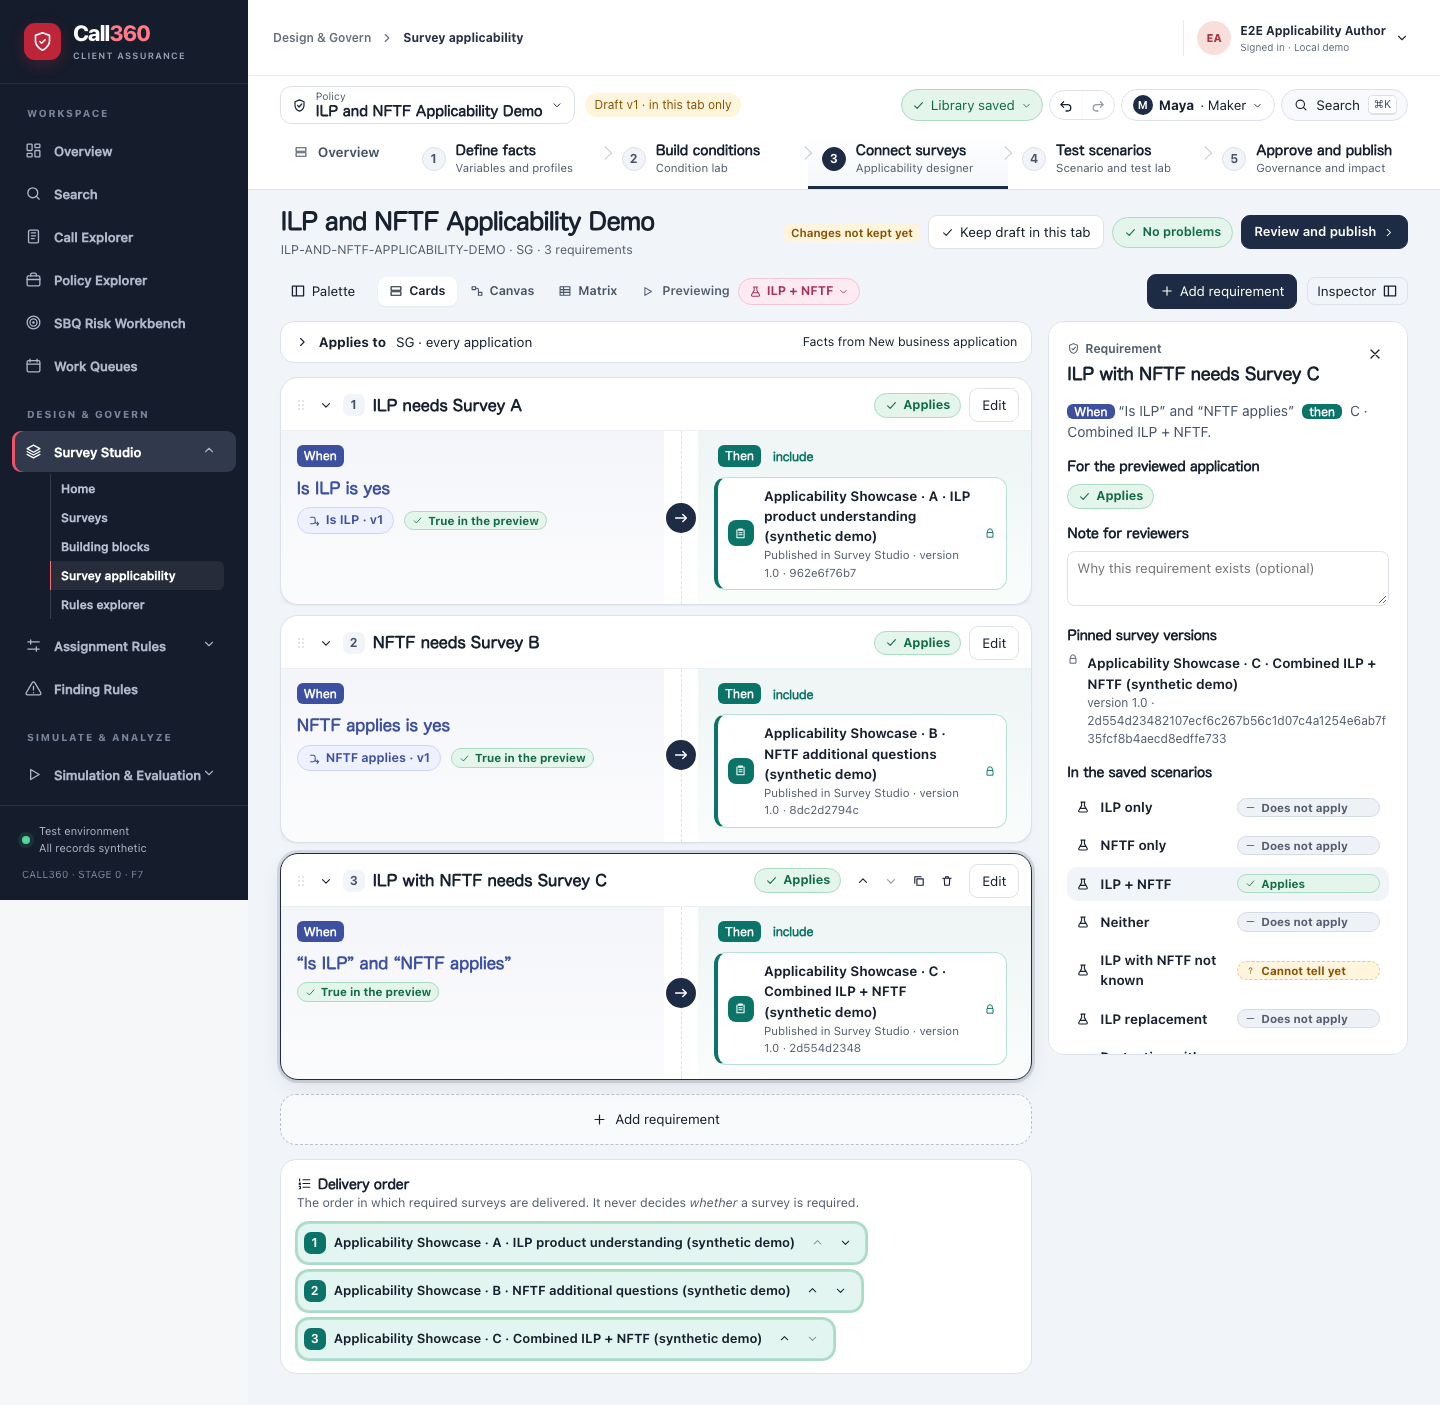 Call360
CLIENT ASSURANCE
WORKSPACE
Overview
Search
Call Explorer
Policy Explorer
SBQ Risk Workbench
Work Queues
DESIGN & GOVERN
Survey Studio
Home
Surveys
Building blocks
Survey applicability
Rules explorer
Assignment Rules
Finding Rules
SIMULATE & ANALYZE
Simulation & Evaluation
Test environment
All records synthetic
CALL360 · STAGE 0 · F7
Design & Govern > Survey applicability
EA
E2E Applicability Author
Signed in · Local demo
Policy
ILP and NFTF Applicability Demo
Draft v1 · in this tab only
Library saved
M Maya · Maker
Search ⌘K
Overview
1 Define facts
Variables and profiles
2 Build conditions
Condition lab
3 Connect surveys
Applicability designer
4 Test scenarios
Scenario and test lab
5 Approve and publish
Governance and impact
ILP and NFTF Applicability Demo
ILP-AND-NFTF-APPLICABILITY-DEMO · SG · 3 requirements
Changes not kept yet
Keep draft in this tab
No problems
Review and publish
Palette
Cards
Canvas
Matrix
Previewing
ILP + NFTF
Add requirement
Inspector
Applies to SG · every application
Facts from New business application
1 ILP needs Survey A
Applies
Edit
When
Is ILP is yes
Is ILP · v1
True in the preview
Then include
Applicability Showcase · A · ILP
product understanding
(synthetic demo)
Published in Survey Studio · version
1.0 · 962e6f76b7
2 NFTF needs Survey B
Applies
Edit
When
NFTF applies is yes
NFTF applies · v1
True in the preview
Then include
Applicability Showcase · B ·
NFTF additional questions
(synthetic demo)
Published in Survey Studio · version
1.0 · 8dc2d2794c
3 ILP with NFTF needs Survey C
Applies
Edit
When
“Is ILP” and “NFTF applies”
True in the preview
Then include
Applicability Showcase · C ·
Combined ILP + NFTF
(synthetic demo)
Published in Survey Studio · version
1.0 · 2d554d2348
Add requirement
Delivery order
The order in which required surveys are delivered. It never decides whether a survey is required.
1 Applicability Showcase · A · ILP product understanding (synthetic demo)
2 Applicability Showcase · B · NFTF additional questions (synthetic demo)
3 Applicability Showcase · C · Combined ILP + NFTF (synthetic demo)
Requirement
ILP with NFTF needs Survey C
When “Is ILP” and “NFTF applies” then C ·
Combined ILP + NFTF.
For the previewed application
Applies
Note for reviewers
Why this requirement exists (optional)
Pinned survey versions
Applicability Showcase · C · Combined ILP +
NFTF (synthetic demo)
version 1.0 ·
2d554d23482107ecf6c267b56c1d07c4a1254e6ab7f
35fcf8b4aecd8edffe733
In the saved scenarios
ILP only
Does not apply
NFTF only
Does not apply
ILP + NFTF
Applies
Neither
Does not apply
ILP with NFTF not
known
? Cannot tell yet
ILP replacement
Does not apply